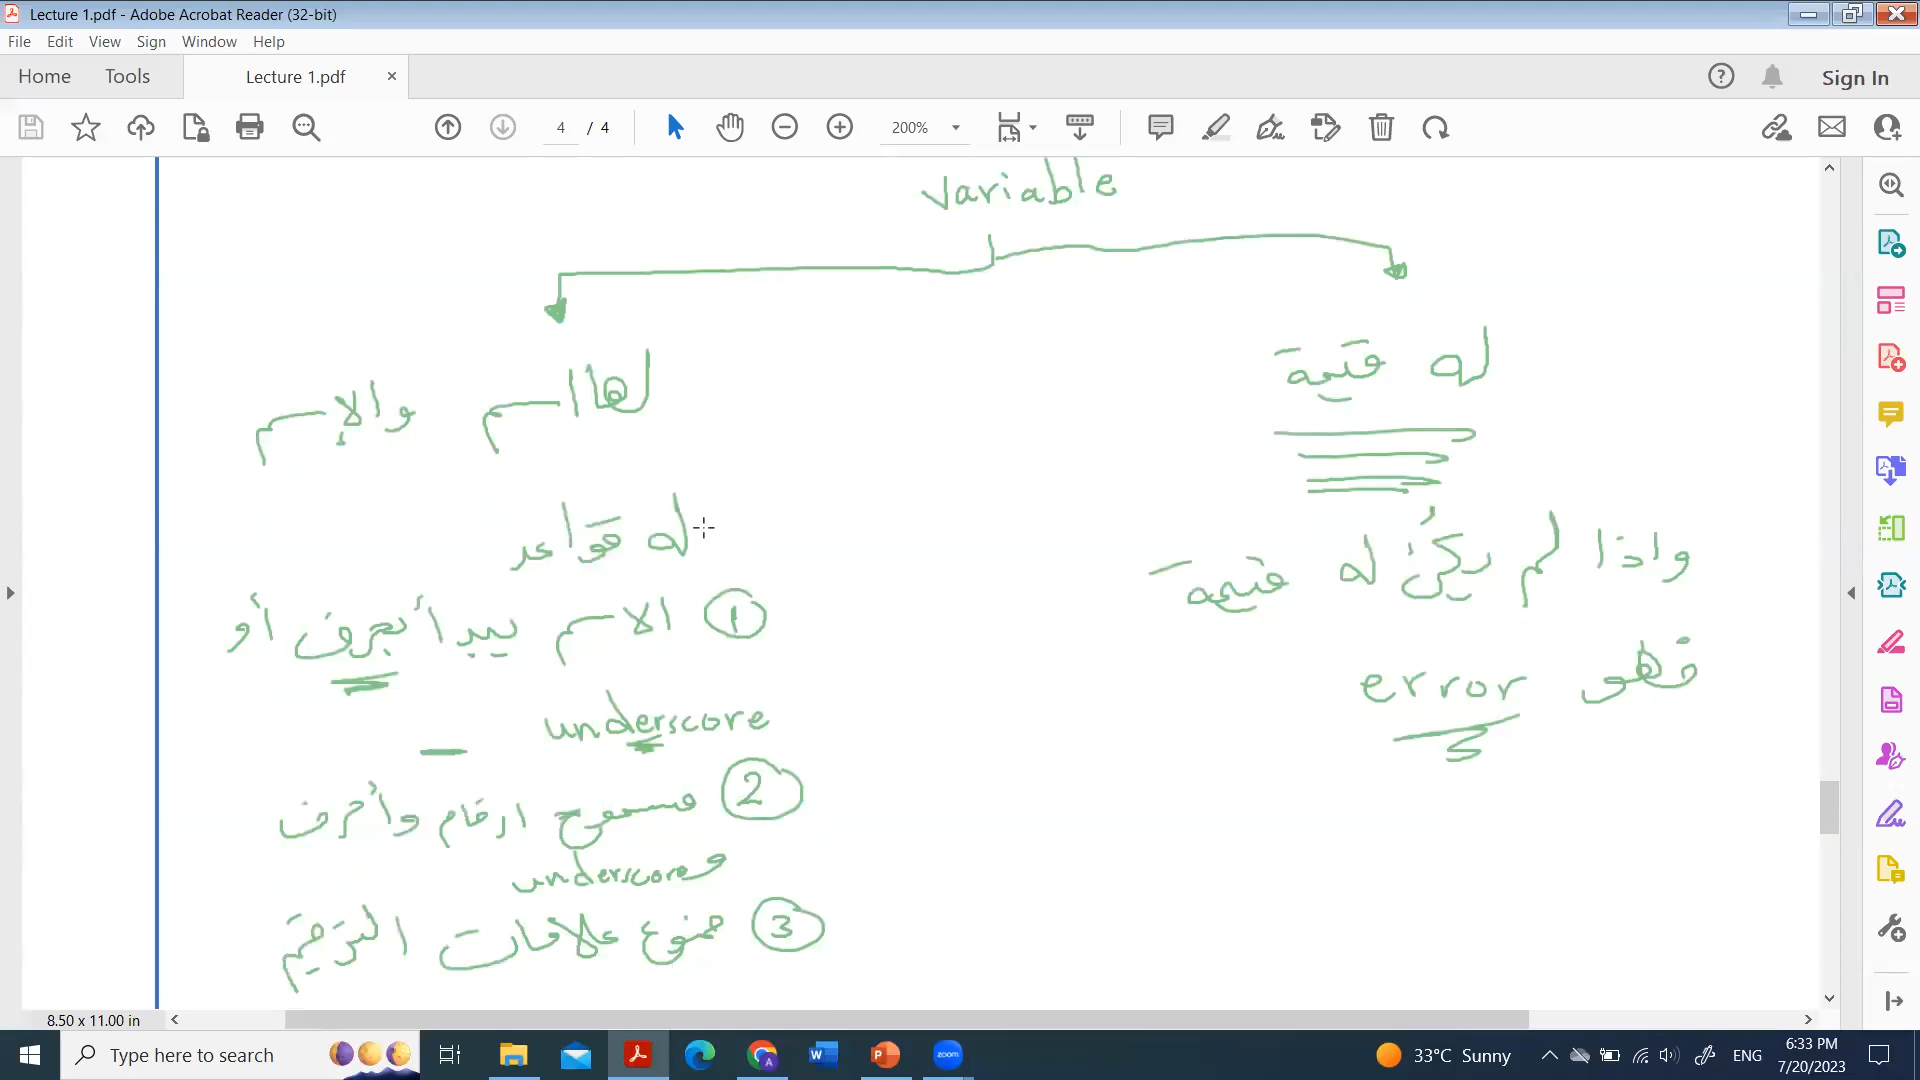 Lecture 1.pdf - Adobe Acrobat Reader (32-bit)
File Edit View Sign Window Help
Home Tools Lecture 1.pdf × Sign In
4 / 4 200%
variable
له قيمة
لها اسم والإسم
له قواعد
واذا لم يكن له قيمة
① الاسم يبدأ بحرف أو
فهو error
underscore _
② مسموح ارقام وأحرف
و underscore
③ ممنوع علامات الترقيم
8.50 x 11.00 in
Type here to search
zoom
33°C Sunny
ENG
6:33 PM
7/20/2023